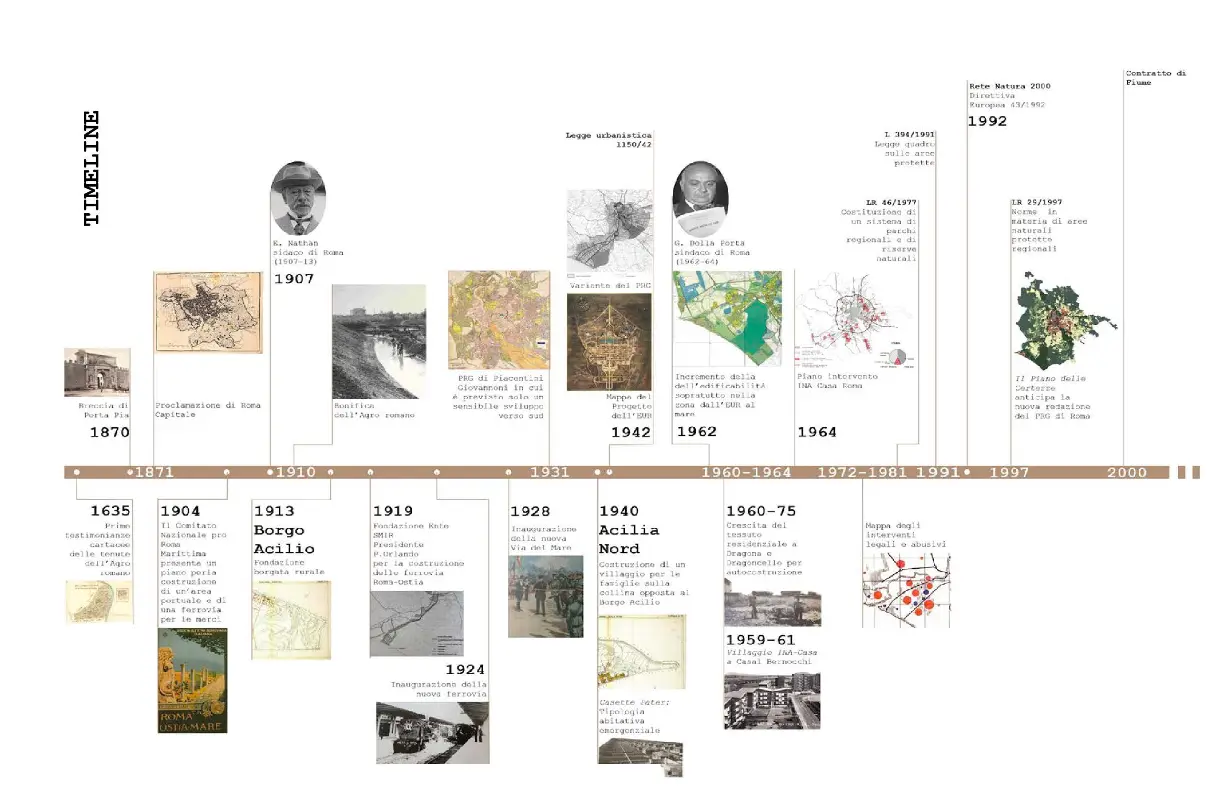 TIMELINE
Contratto di
Fiume
Rete Natura 2000
Direttiva
Europea 43/1992
1992
Legge urbanistica
1150/42
L 394/1991
Legge quadro
sulle aree
protette
LR 46/1977
Costituzione di
un sistema di
parchi
regionali e di
riserve
naturali
LR 29/1997
Norme in
materia di aree
naturali
protette
regionali
E. Nathan
sidaco di Roma
(1907-13)
1907
G. Della Porta
sindaco di Roma
(1962-64)
Variante del PRG
Breccia di
Porta Pia
1870
Proclamazione di Roma
Capitale
Bonifica
dell'Agro romano
PRG di Piacentini
Giovannoni in cui
è previsto solo un
sensibile sviluppo
verso sud
Mappa del
Progetto
dell'EUR
1942
Incremento della
dell'edificabilità
sopratutto nella
zona dall'EUR al
mare
1962
Piano intervento
INA Casa Roma
1964
Il Piano delle
Certezze
anticipa la
nuova redazione
del PRG di Roma
1871
1910
1931
1960-1964
1972-1981
1991
1997
2000
1635
Prime
testimonianze
cartacee
delle tenute
dell'Agro
romano
1904
Il Comitato
Nazionale pro
Roma
Marittima
presenta un
piano perla
costruzione
di un'area
portuale e di
una ferrovia
per le merci
ROMA
OSTIA-MARE
1913
Borgo
Acilio
Fondazione
borgata rurale
1919
Fondazione Ente
SMIR
Presidente
P.Orlando
per la costruzione
delle ferrovia
Roma-Ostia
1924
Inaugurazione della
nuova ferrovia
1928
Inaugurazione
della nuova
Via del Mare
1940
Acilia
Nord
Costruzione di un
villaggio per le
famiglie sulla
collina opposta al
Borgo Acilio
Casette Pater;
Tipologia
abitativa
emergenziale
1960-75
Crescita del
tessuto
residenziale a
Dragona e
Dragoncello per
autocostruzione
1959-61
Villaggio INA-Casa
a Casal Bernocchi
Mappa degli
interventi
legali e abusivi